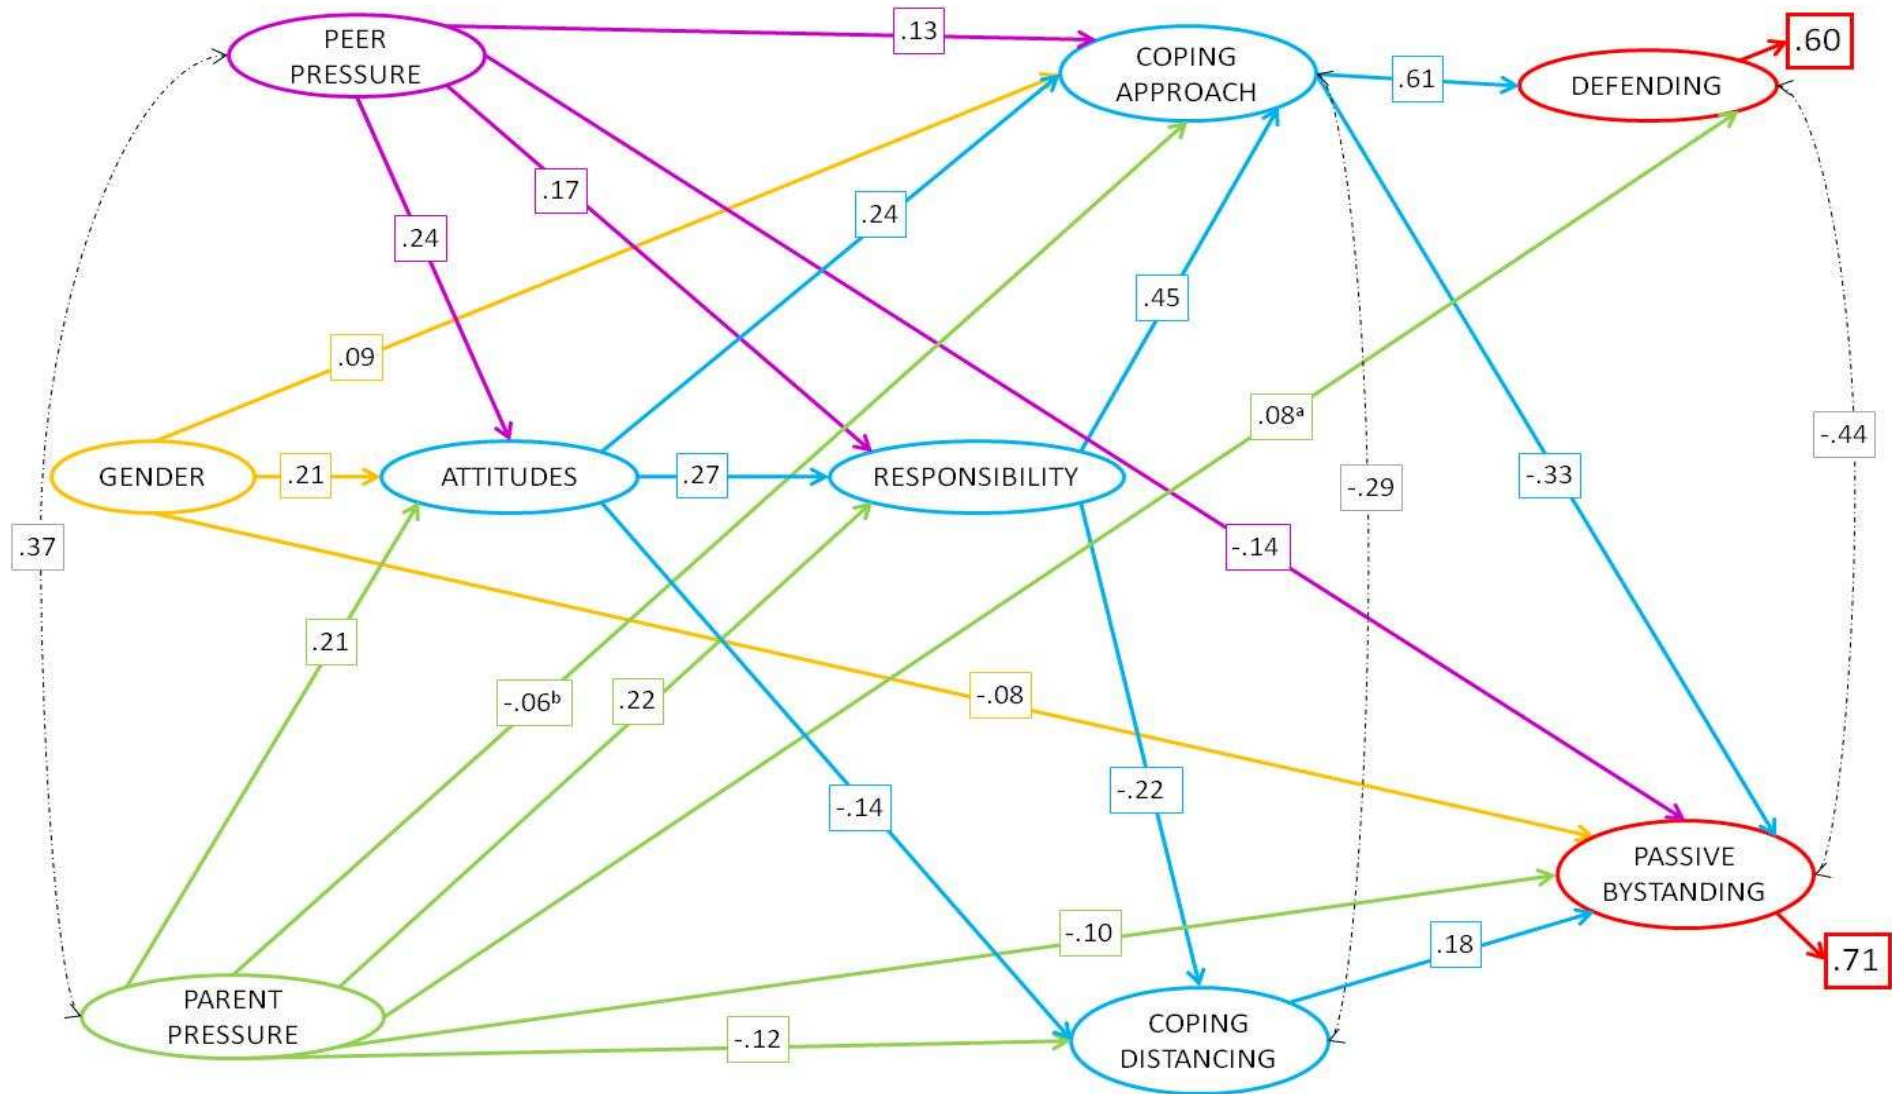 PEER
PRESSURE
.13
COPING
APPROACH
.61
DEFENDING
.60
.17
.24
.24
.45
.09
.08ᵃ
-.44
GENDER
.21
ATTITUDES
.27
RESPONSIBILITY
-.29
-.33
.37
-.14
.21
-.06ᵇ
.22
-.08
-.14
-.22
PASSIVE
BYSTANDING
-.10
.18
.71
PARENT
PRESSURE
-.12
COPING
DISTANCING